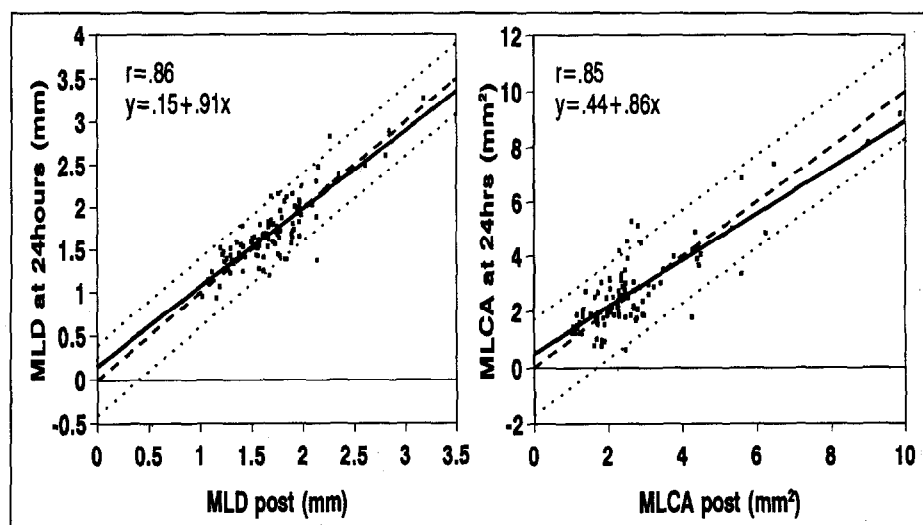 4
3.5
3
2.5
2
1.5
1
0.5
0
-0.5
MLD at 24hours (mm)
r=.86
y=.15+.91x
0 0.5 1 1.5 2 2.5 3 3.5
MLD post (mm)
12
10
8
6
4
2
0
-2
MLCA at 24hrs (mm²)
r=.85
y=.44+.86x
0 2 4 6 8 10
MLCA post (mm²)